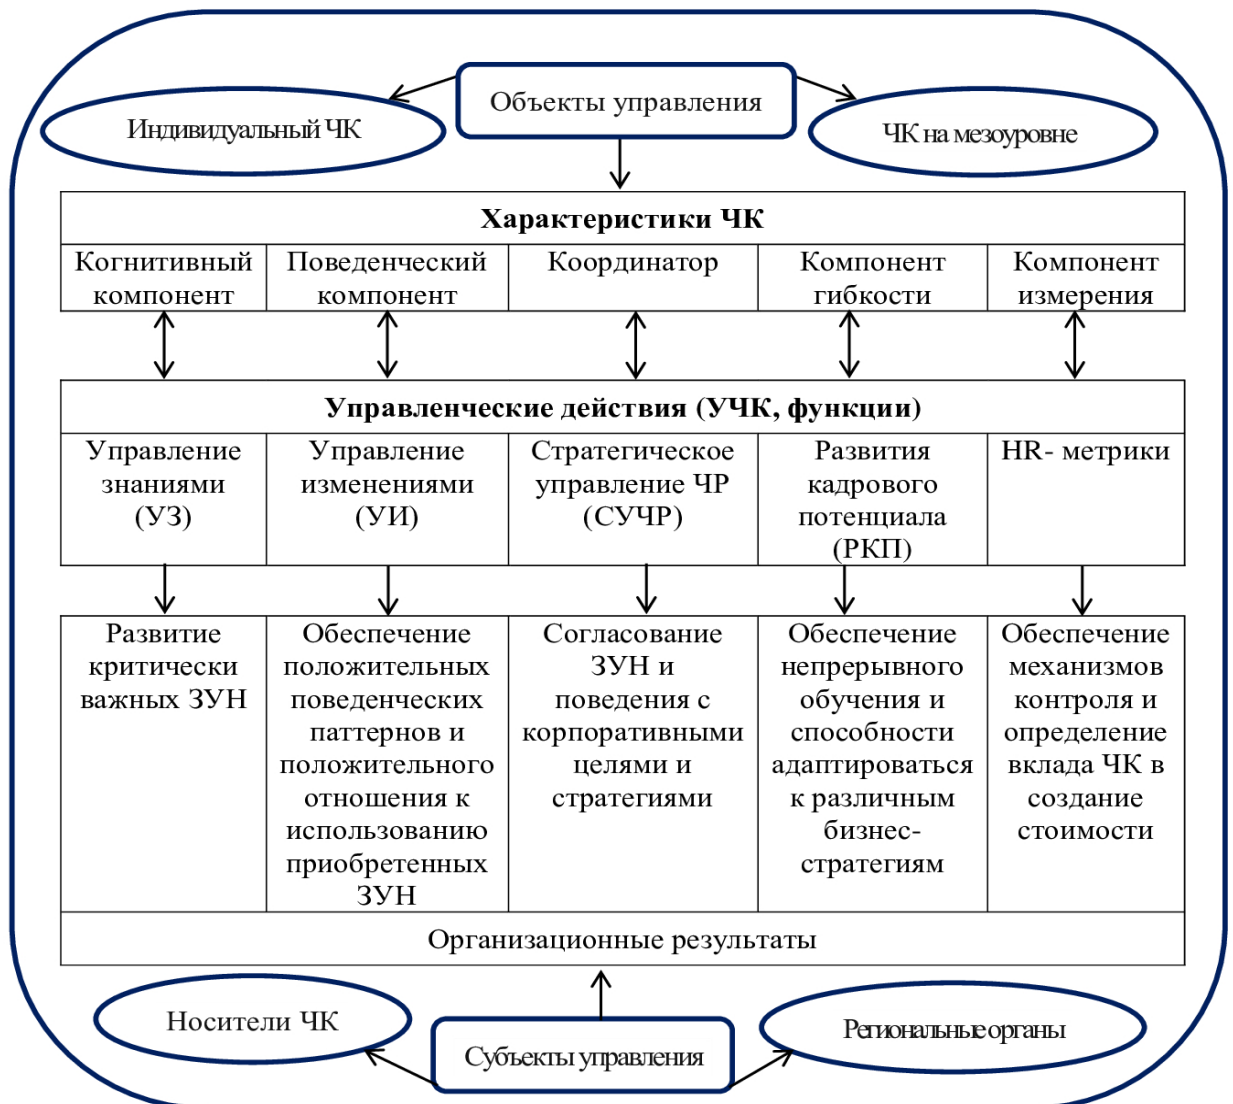 Объекты управления
Индивидуальный ЧК
ЧК на мезоуровне
Характеристики ЧК
Когнитивный
компонент
Поведенческий
компонент
Координатор
Компонент
гибкости
Компонент
измерения
Управленческие действия (УЧК, функции)
Управление
знаниями
(УЗ)
Управление
изменениями
(УИ)
Стратегическое
управление ЧР
(СУЧР)
Развития
кадрового
потенциала
(РКП)
HR- метрики
Развитие
критически
важных ЗУН
Обеспечение
положительных
поведенческих
паттернов и
положительного
отношения к
использованию
приобретенных
ЗУН
Согласование
ЗУН и
поведения с
корпоративными
целями и
стратегиями
Обеспечение
непрерывного
обучения и
способности
адаптироваться
к различным
бизнес-
стратегиям
Обеспечение
механизмов
контроля и
определение
вклада ЧК в
создание
стоимости
Организационные результаты
Носители ЧК
Региональные органы
Субъекты управления